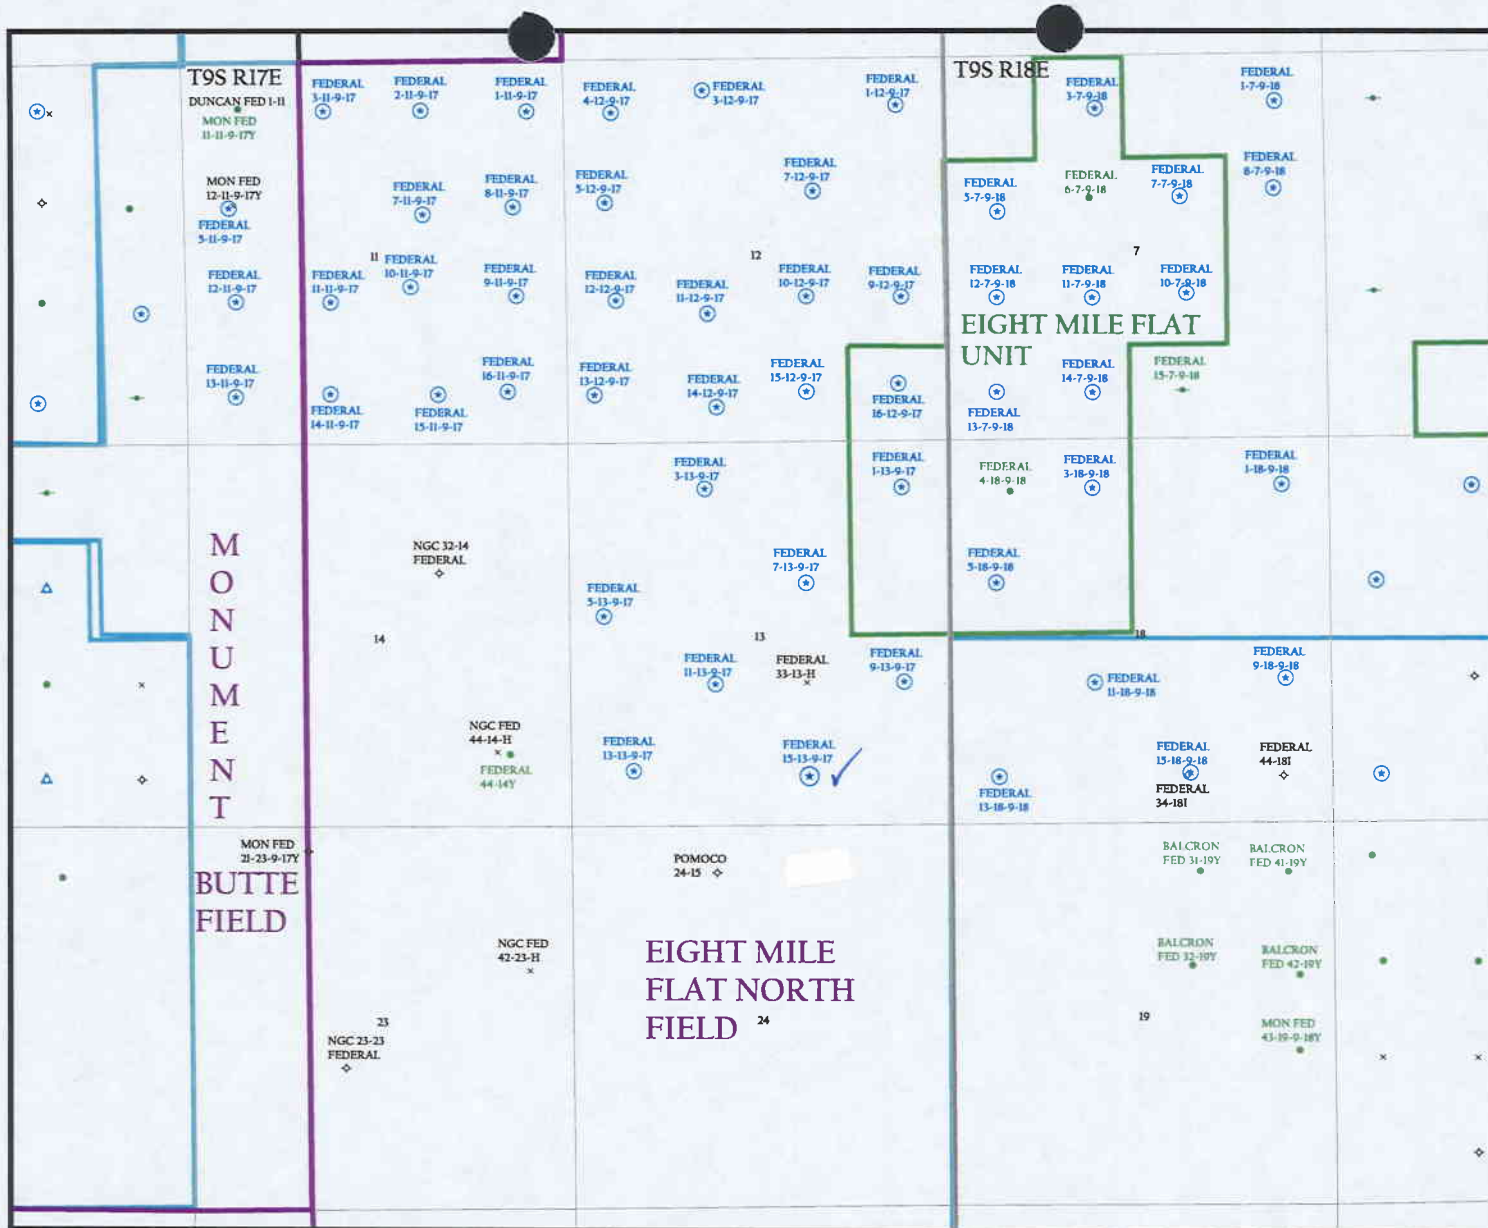 T9S R17E
DUNCAN FED 1-11
MON FED
11-11-9-17Y
MON FED
12-11-9-17Y
FEDERAL
5-11-9-17
FEDERAL
12-11-9-17
FEDERAL
13-11-9-17
FEDERAL
3-11-9-17
FEDERAL
2-11-9-17
FEDERAL
1-11-9-17
FEDERAL
7-11-9-17
FEDERAL
8-11-9-17
11
FEDERAL
11-11-9-17
FEDERAL
10-11-9-17
FEDERAL
9-11-9-17
FEDERAL
14-11-9-17
FEDERAL
15-11-9-17
FEDERAL
16-11-9-17
FEDERAL
4-12-9-17
FEDERAL
3-12-9-17
FEDERAL
1-12-9-17
FEDERAL
5-12-9-17
FEDERAL
7-12-9-17
12
FEDERAL
12-12-9-17
FEDERAL
11-12-9-17
FEDERAL
10-12-9-17
FEDERAL
9-12-9-17
FEDERAL
13-12-9-17
FEDERAL
14-12-9-17
FEDERAL
15-12-9-17
FEDERAL
16-12-9-17
T9S R18E
FEDERAL
3-7-9-18
FEDERAL
1-7-9-18
FEDERAL
5-7-9-18
FEDERAL
6-7-9-18
FEDERAL
7-7-9-18
FEDERAL
8-7-9-18
7
FEDERAL
12-7-9-18
FEDERAL
11-7-9-18
FEDERAL
10-7-9-18
EIGHT MILE FLAT
UNIT
FEDERAL
13-7-9-18
FEDERAL
14-7-9-18
FEDERAL
15-7-9-18
MONUMENT
BUTTE
FIELD
NGC 32-14
FEDERAL
14
NGC FED
44-14-H
FEDERAL
44-14Y
FEDERAL
3-13-9-17
FEDERAL
1-13-9-17
FEDERAL
7-13-9-17
FEDERAL
5-13-9-17
13
FEDERAL
11-13-9-17
FEDERAL
33-13-H
FEDERAL
9-13-9-17
FEDERAL
13-13-9-17
FEDERAL
15-13-9-17
FEDERAL
4-18-9-18
FEDERAL
3-18-9-18
FEDERAL
1-18-9-18
FEDERAL
5-18-9-18
18
FEDERAL
11-18-9-18
FEDERAL
9-18-9-18
FEDERAL
13-18-9-18
FEDERAL
15-18-9-18
FEDERAL
34-18I
FEDERAL
44-18I
MON FED
21-23-9-17Y
NGC FED
42-23-H
23
NGC 23-23
FEDERAL
POMOCO
24-15
EIGHT MILE
FLAT NORTH
FIELD
24
BALCRON
FED 31-19Y
BALCRON
FED 41-19Y
BALCRON
FED 32-19Y
BALCRON
FED 42-19Y
19
MON FED
43-19-9-18Y